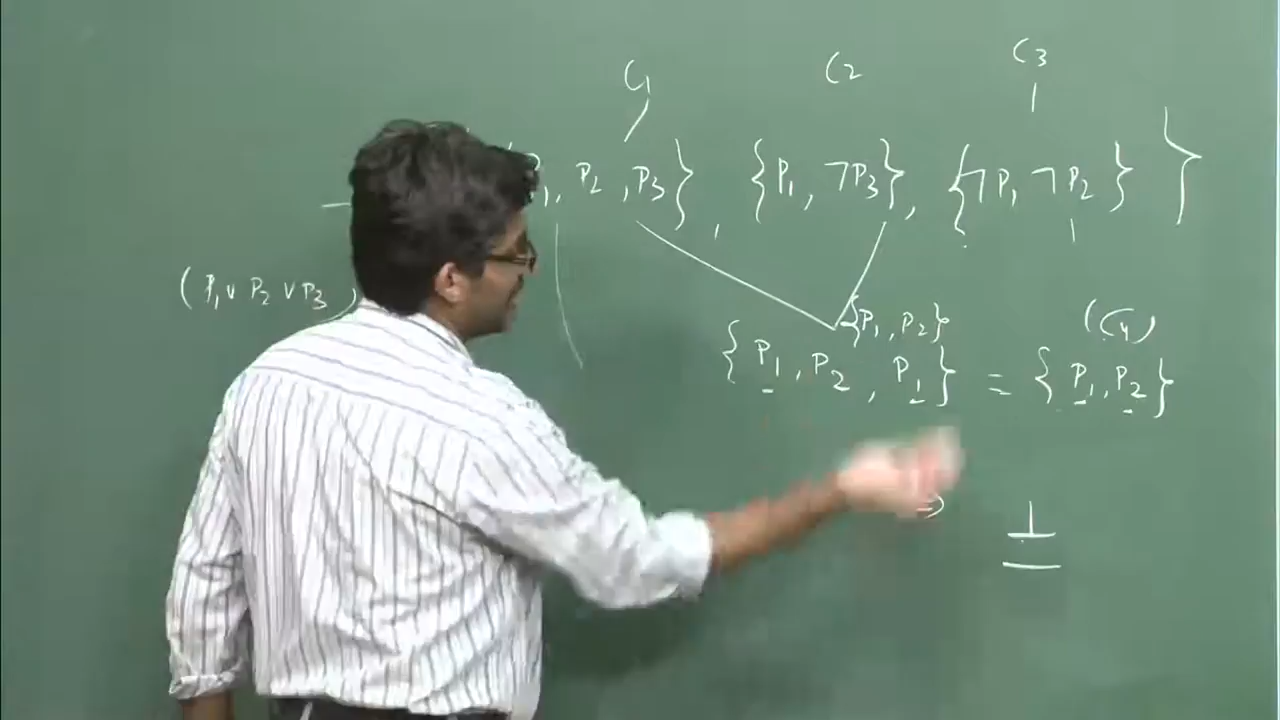 C1 C2 C3
P1, P2, P3}, {P1, ¬P3}, {¬P1, ¬P2} }
(P1 ∨ P2 ∨ P3)
{P1, P2}
(C4)
{P1, P2, P1} = {P1, P2}
⊥